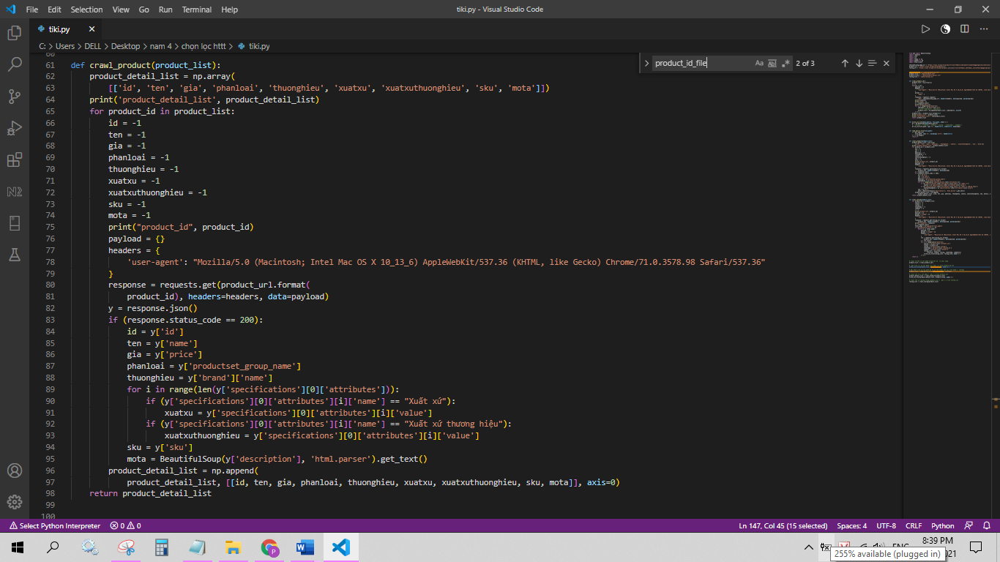 File Edit Selection View Go Run Terminal Help
tiki.py - Visual Studio Code
tiki.py
C: > Users > DELL > Desktop > nam 4 > chọn lọc httt > tiki.py
product_id_file
Aa Ab 2 of 3
60
61 def crawl_product(product_list):
62 product_detail_list = np.array(
63 [['id', 'ten', 'gia', 'phanloai', 'thuonghieu', 'xuatxu', 'xuatxuthuonghieu', 'sku', 'mota']])
64 print('product_detail_list', product_detail_list)
65 for product_id in product_list:
66 id = -1
67 ten = -1
68 gia = -1
69 phanloai = -1
70 thuonghieu = -1
71 xuatxu = -1
72 xuatxuthuonghieu = -1
73 sku = -1
74 mota = -1
75 print("product_id", product_id)
76 payload = {}
77 headers = {
78 'user-agent': "Mozilla/5.0 (Macintosh; Intel Mac OS X 10_13_6) AppleWebKit/537.36 (KHTML, like Gecko) Chrome/71.0.3578.98 Safari/537.36"
79 }
80 response = requests.get(product_url.format(
81 product_id), headers=headers, data=payload)
82 y = response.json()
83 if (response.status_code == 200):
84 id = y['id']
85 ten = y['name']
86 gia = y['price']
87 phanloai = y['productset_group_name']
88 thuonghieu = y['brand']['name']
89 for i in range(len(y['specifications'][0]['attributes'])):
90 if (y['specifications'][0]['attributes'][i]['name'] == "Xuất xứ"):
91 xuatxu = y['specifications'][0]['attributes'][i]['value']
92 if (y['specifications'][0]['attributes'][i]['name'] == "Xuất xứ thương hiệu"):
93 xuatxuthuonghieu = y['specifications'][0]['attributes'][i]['value']
94 sku = y['sku']
95 mota = BeautifulSoup(y['description'], 'html.parser').get_text()
96 product_detail_list = np.append(
97 product_detail_list, [[id, ten, gia, phanloai, thuonghieu, xuatxu, xuatxuthuonghieu, sku, mota]], axis=0)
98 return product_detail_list
99
100
Select Python Interpreter 0 0
Ln 147, Col 45 (15 selected) Spaces: 4 UTF-8 CRLF Python
ENG
8:39 PM
2021
255% available (plugged in)